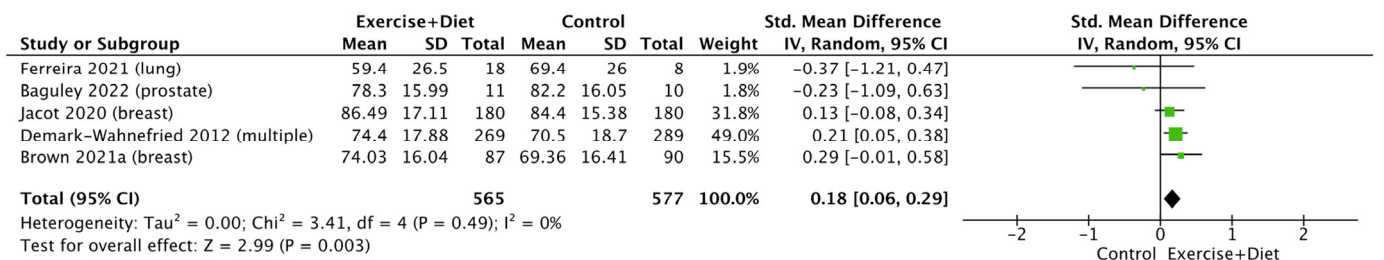 Exercise+Diet Control Std. Mean Difference Std. Mean Difference
Study or Subgroup Mean SD Total Mean SD Total Weight IV, Random, 95% CI IV, Random, 95% CI
Ferreira 2021 (lung) 59.4 26.5 18 69.4 26 8 1.9% −0.37 [−1.21, 0.47]
Baguley 2022 (prostate) 78.3 15.99 11 82.2 16.05 10 1.8% −0.23 [−1.09, 0.63]
Jacot 2020 (breast) 86.49 17.11 180 84.4 15.38 180 31.8% 0.13 [−0.08, 0.34]
Demark-Wahnefried 2012 (multiple) 74.4 17.88 269 70.5 18.7 289 49.0% 0.21 [0.05, 0.38]
Brown 2021a (breast) 74.03 16.04 87 69.36 16.41 90 15.5% 0.29 [−0.01, 0.58]
Total (95% CI) 565 577 100.0% 0.18 [0.06, 0.29]
Heterogeneity: Tau² = 0.00; Chi² = 3.41, df = 4 (P = 0.49); I² = 0%
Test for overall effect: Z = 2.99 (P = 0.003)
−2 −1 0 1 2
Control Exercise+Diet